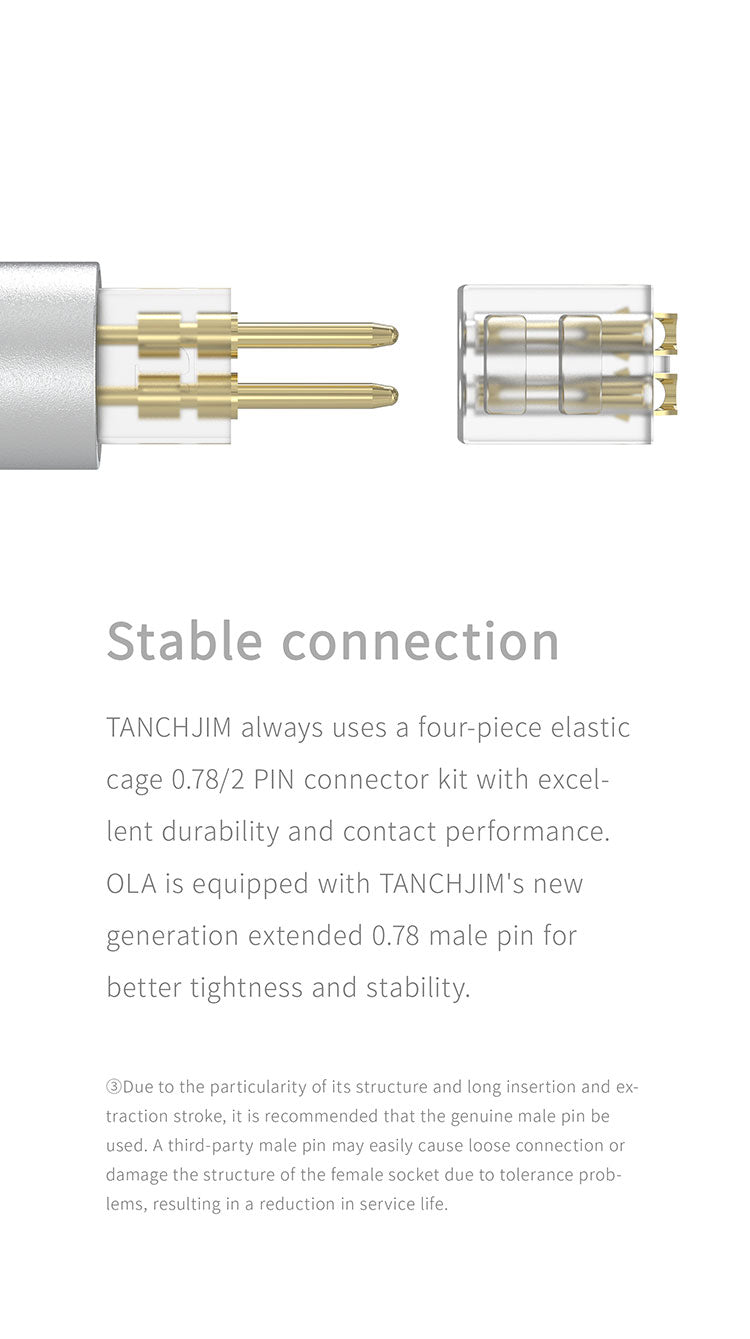 Stable connection
TANCHJIM always uses a four-piece elastic
cage 0.78/2 PIN connector kit with excel-
lent durability and contact performance.
OLA is equipped with TANCHJIM's new
generation extended 0.78 male pin for
better tightness and stability.
③Due to the particularity of its structure and long insertion and ex-
traction stroke, it is recommended that the genuine male pin be
used. A third-party male pin may easily cause loose connection or
damage the structure of the female socket due to tolerance prob-
lems, resulting in a reduction in service life.